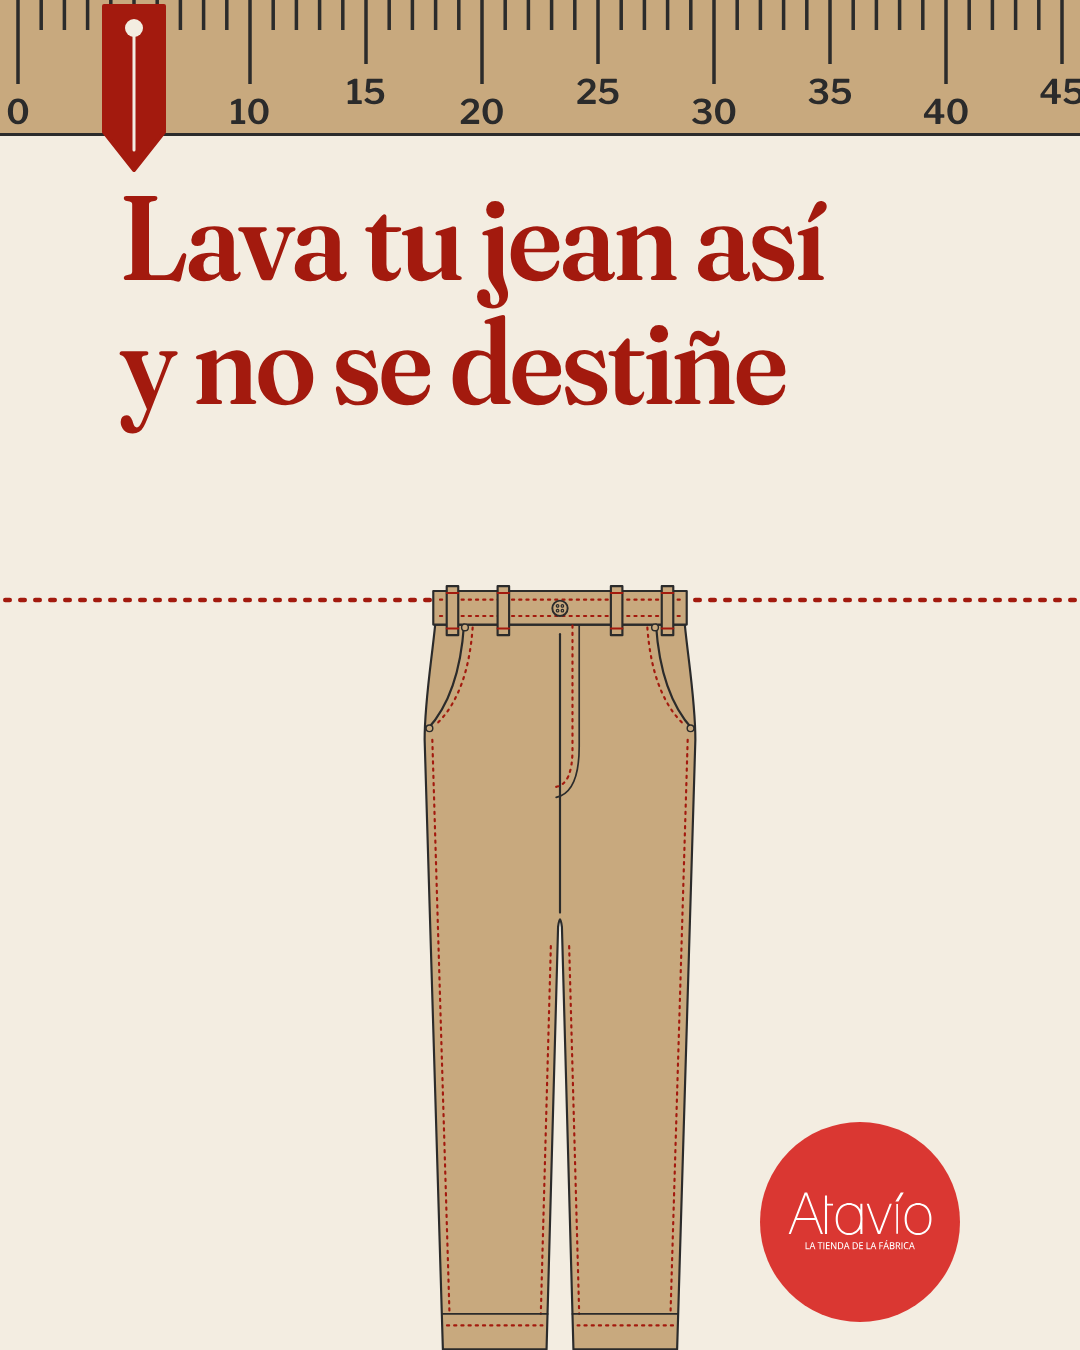 0 10 15 20 25 30 35 40 45
Lava tu jean así
y no se destiñe
Atavío
LA TIENDA DE LA FÁBRICA